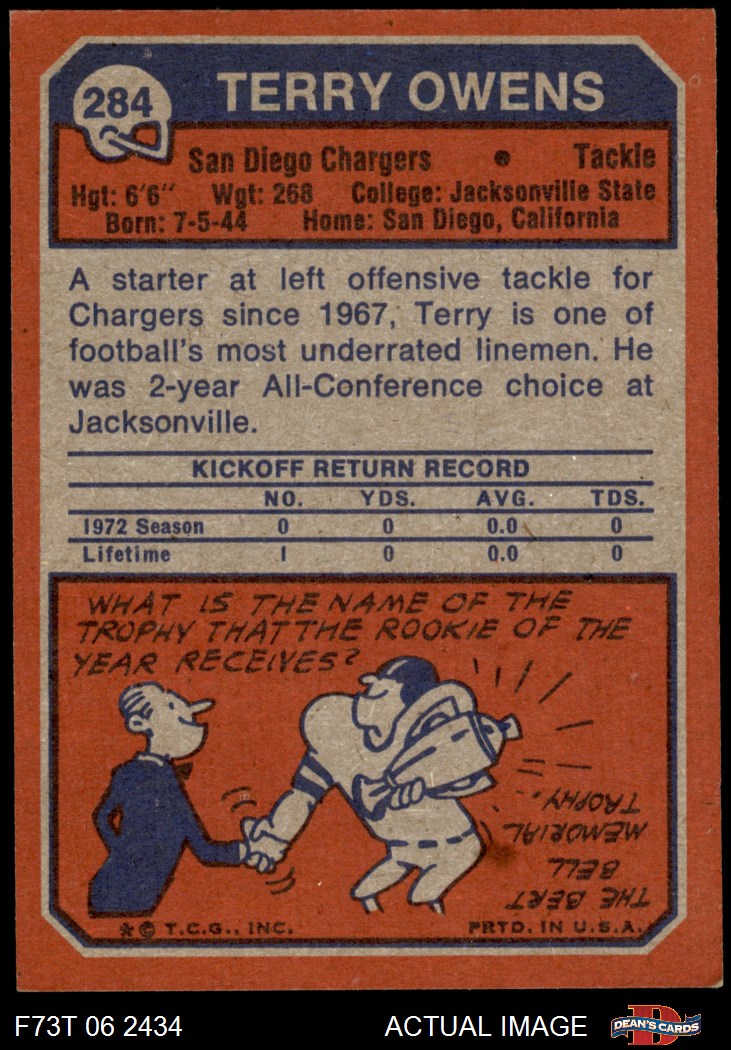 284
TERRY OWENS
San Diego Chargers • Tackle
Hgt: 6'6" Wgt: 268 College: Jacksonville State
Born: 7-5-44 Home: San Diego, California
A starter at left offensive tackle for
Chargers since 1967, Terry is one of
football's most underrated linemen. He
was 2-year All-Conference choice at
Jacksonville.
KICKOFF RETURN RECORD
NO. YDS. AVG. TDS.
1972 Season 0 0 0.0 0
Lifetime 1 0 0.0 0
WHAT IS THE NAME OF THE
TROPHY THAT THE ROOKIE OF THE
YEAR RECEIVES?
THE BERT
BELL
MEMORIAL
TROPHY...
* © T.C.G., INC. PRTD. IN U.S.A.
F73T 06 2434 ACTUAL IMAGE
D
DEAN'S CARDS